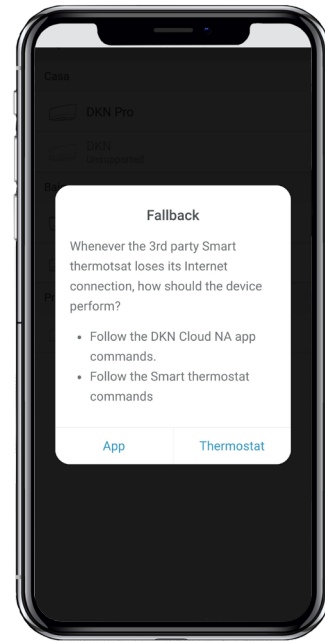 Casa
DKN Pro
DKN
Unsupported
Fallback
Whenever the 3rd party Smart
thermotsat loses its Internet
connection, how should the device
perform?
• Follow the DKN Cloud NA app
commands.
• Follow the Smart thermostat
commands
App
Thermostat